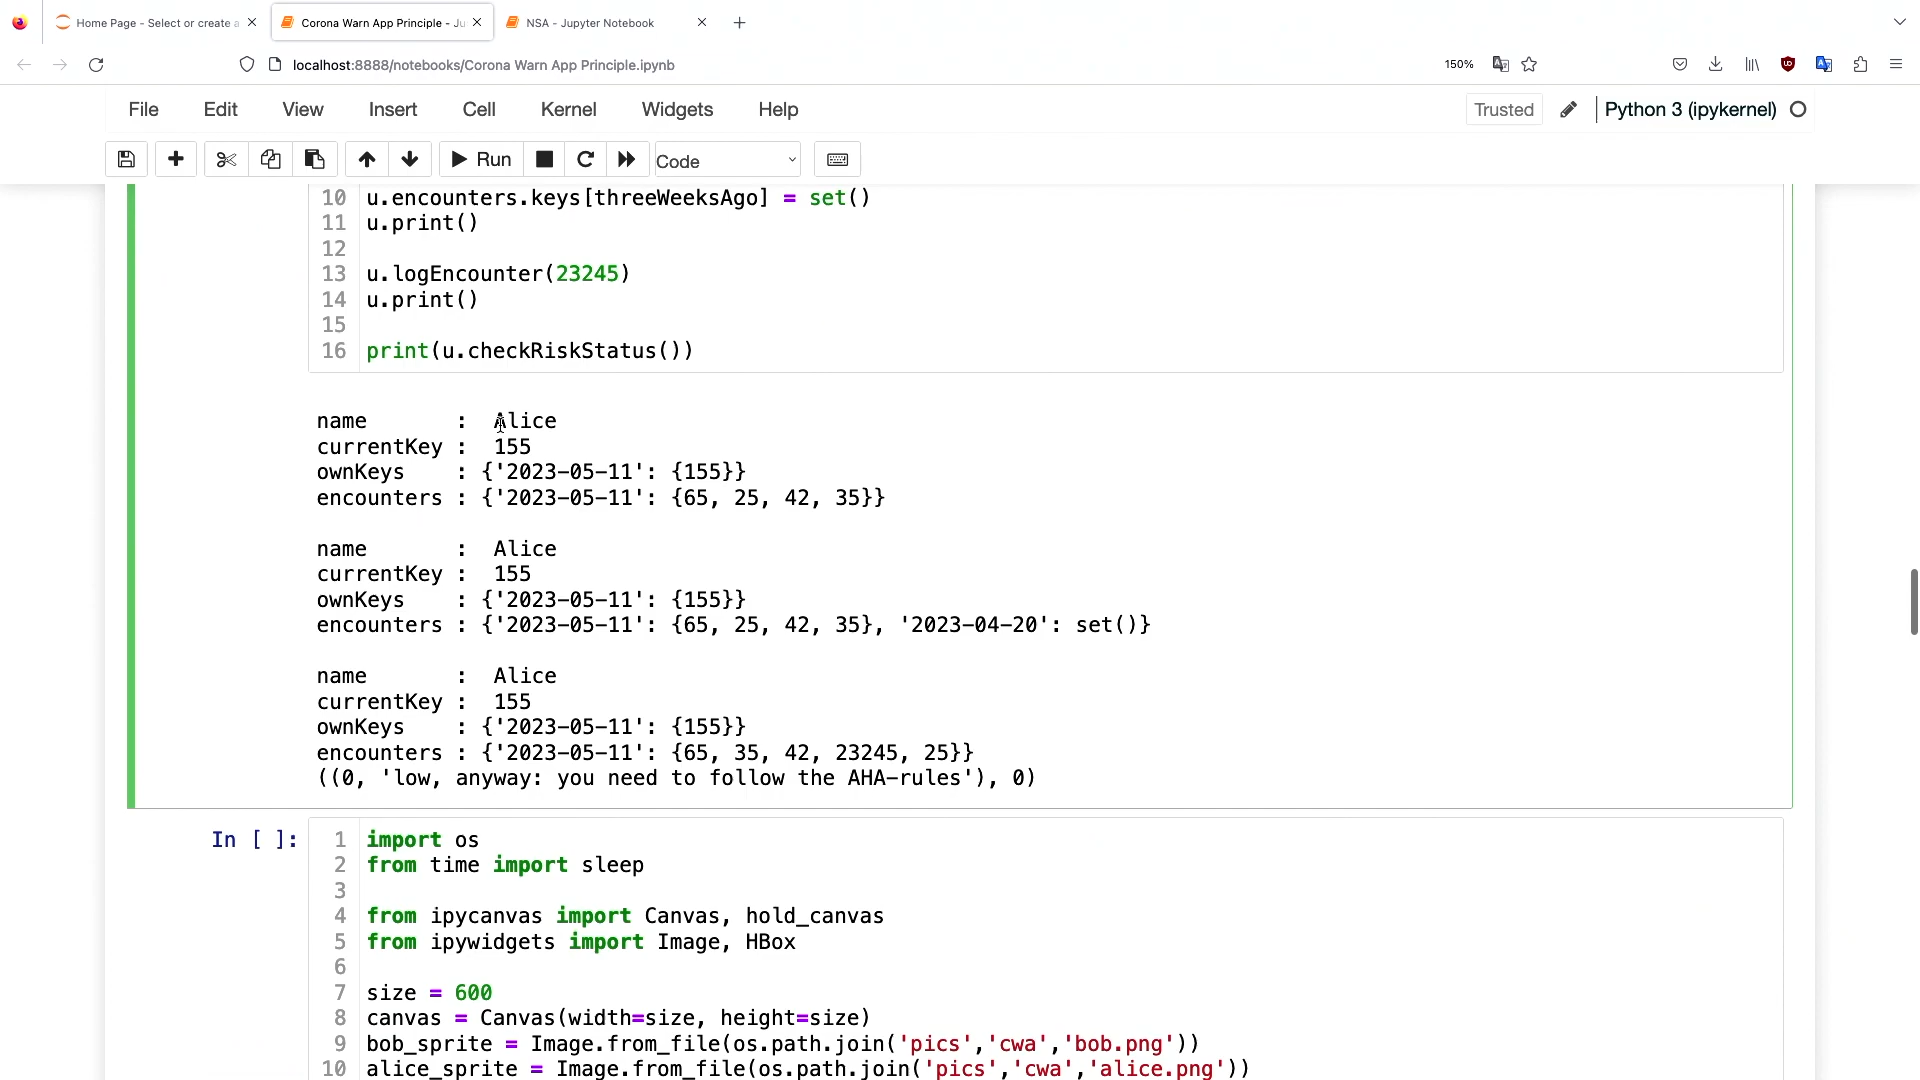 Home Page - Select or create a
Corona Warn App Principle - Ju
NSA - Jupyter Notebook
localhost:8888/notebooks/Corona Warn App Principle.ipynb
150%
File Edit View Insert Cell Kernel Widgets Help
Trusted
Python 3 (ipykernel)
Run
Code
10 u.encounters.keys[threeWeeksAgo] = set()
11 u.print()
12
13 u.logEncounter(23245)
14 u.print()
15
16 print(u.checkRiskStatus())
name       :  Alice
currentKey :  155
ownKeys    : {'2023-05-11': {155}}
encounters : {'2023-05-11': {65, 25, 42, 35}}
name       :  Alice
currentKey :  155
ownKeys    : {'2023-05-11': {155}}
encounters : {'2023-05-11': {65, 25, 42, 35}, '2023-04-20': set()}
name       :  Alice
currentKey :  155
ownKeys    : {'2023-05-11': {155}}
encounters : {'2023-05-11': {65, 35, 42, 23245, 25}}
((0, 'low, anyway: you need to follow the AHA-rules'), 0)
In [ ]:
1 import os
2 from time import sleep
3
4 from ipycanvas import Canvas, hold_canvas
5 from ipywidgets import Image, HBox
6
7 size = 600
8 canvas = Canvas(width=size, height=size)
9 bob_sprite = Image.from_file(os.path.join('pics','cwa','bob.png'))
10 alice_sprite = Image.from_file(os.path.join('pics','cwa','alice.png'))